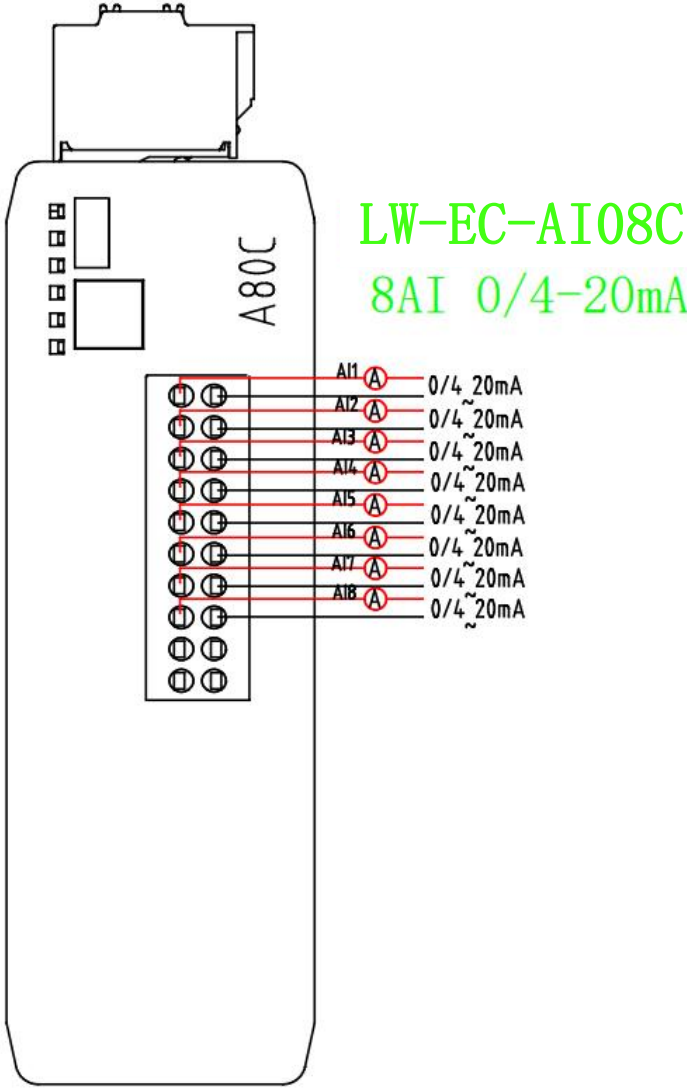 LW-EC-AI08C
8AI 0/4-20mA
A80C
AI1 A 0/4~20mA
AI2 A 0/4~20mA
AI3 A 0/4~20mA
AI4 A 0/4~20mA
AI5 A 0/4~20mA
AI6 A 0/4~20mA
AI7 A 0/4~20mA
AI8 A 0/4~20mA